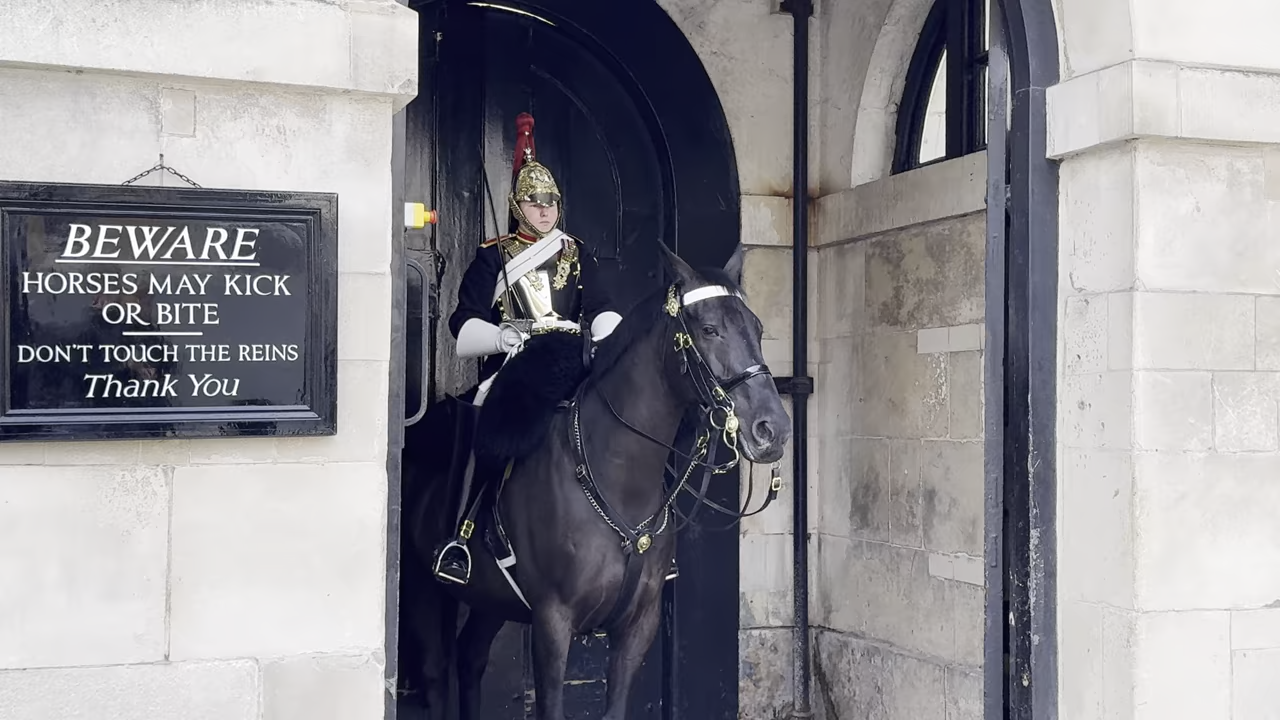 BEWARE
HORSES MAY KICK
OR BITE
DON'T TOUCH THE REINS
Thank You